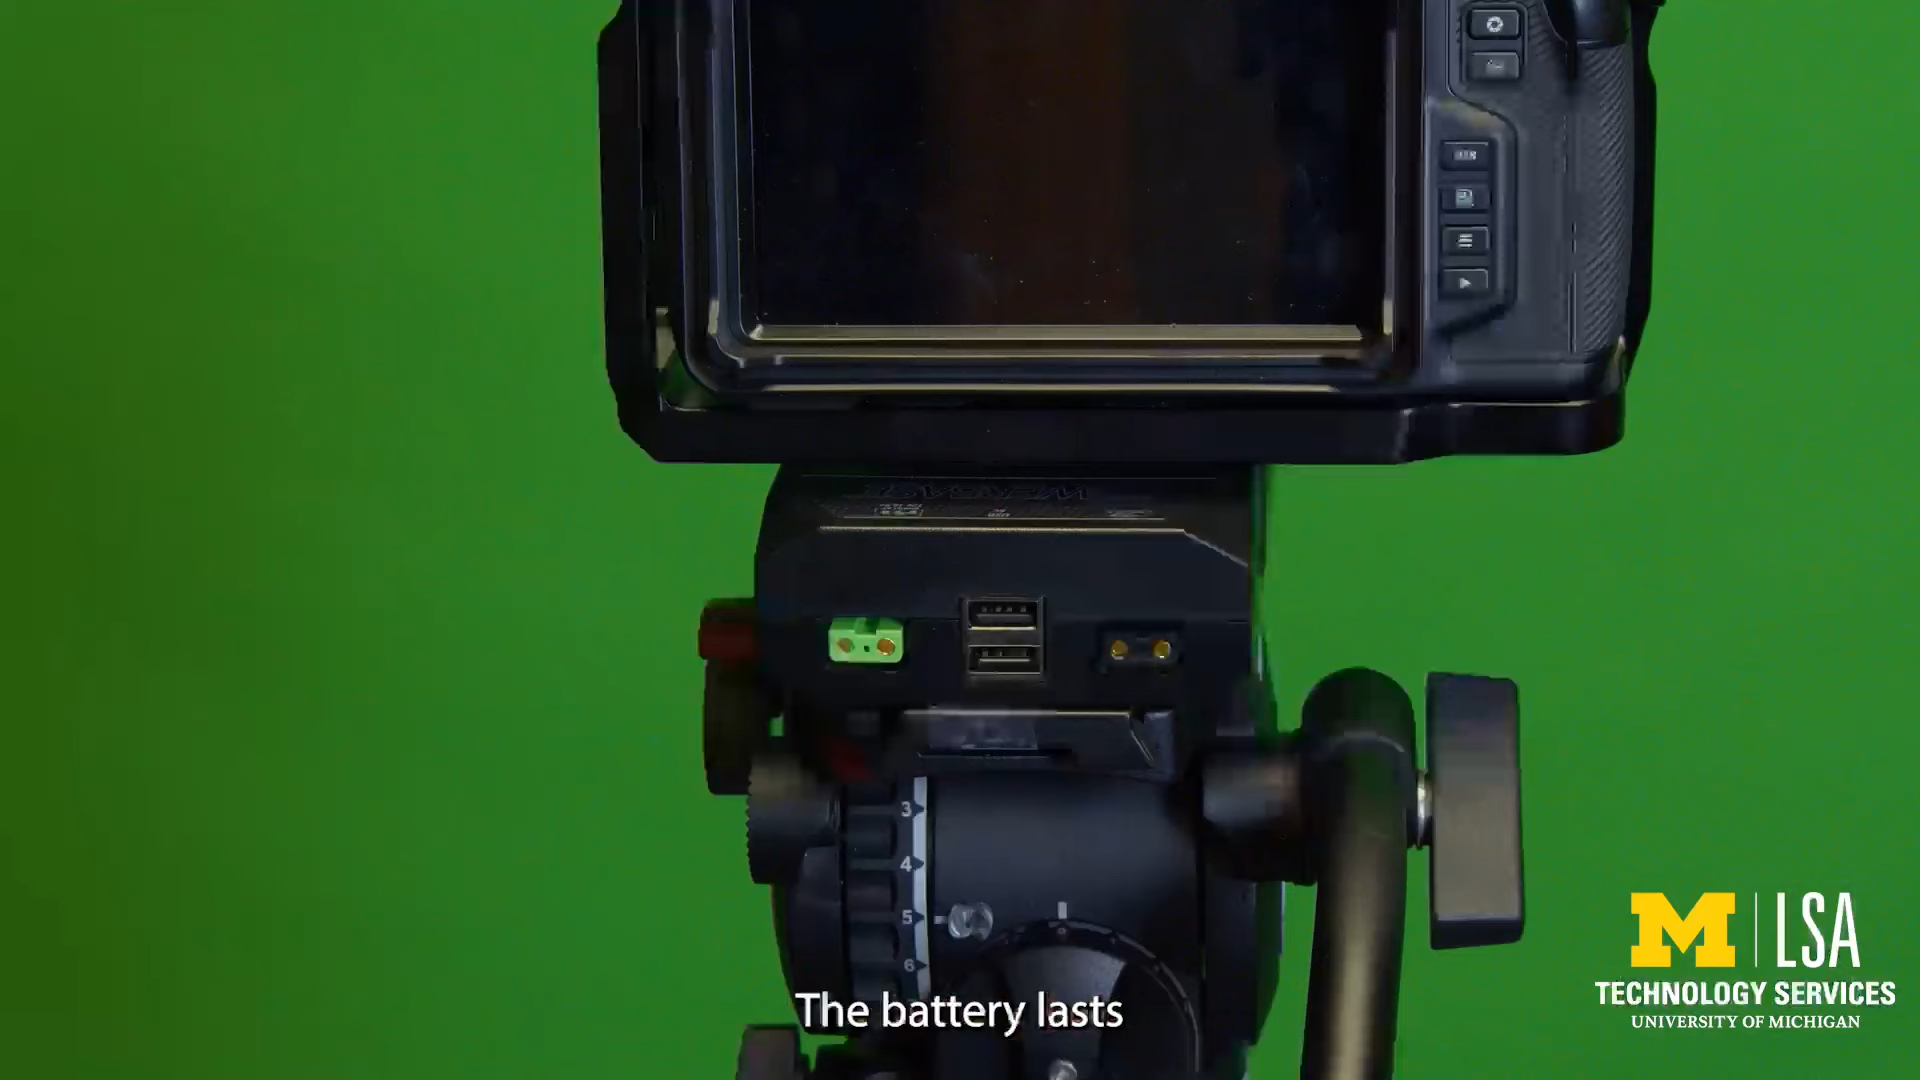 3
4
5
6
The battery lasts
M | LSA
TECHNOLOGY SERVICES
UNIVERSITY OF MICHIGAN